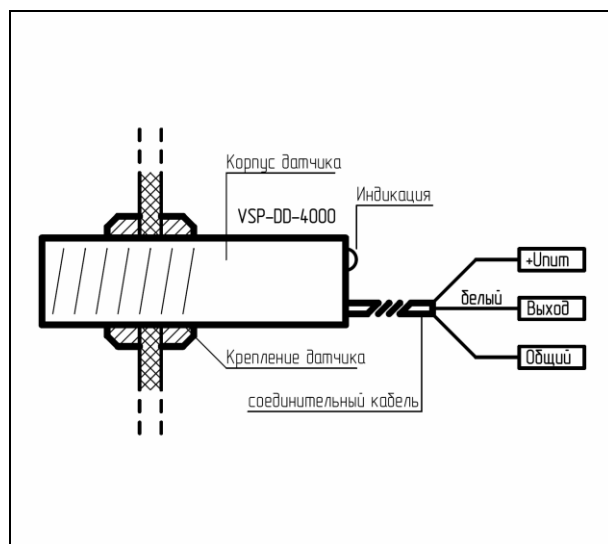 Корпус датчика
VSP-DD-4000
Индикация
+Uпит
белый
Выход
Общий
Крепление датчика
соединительный кабель